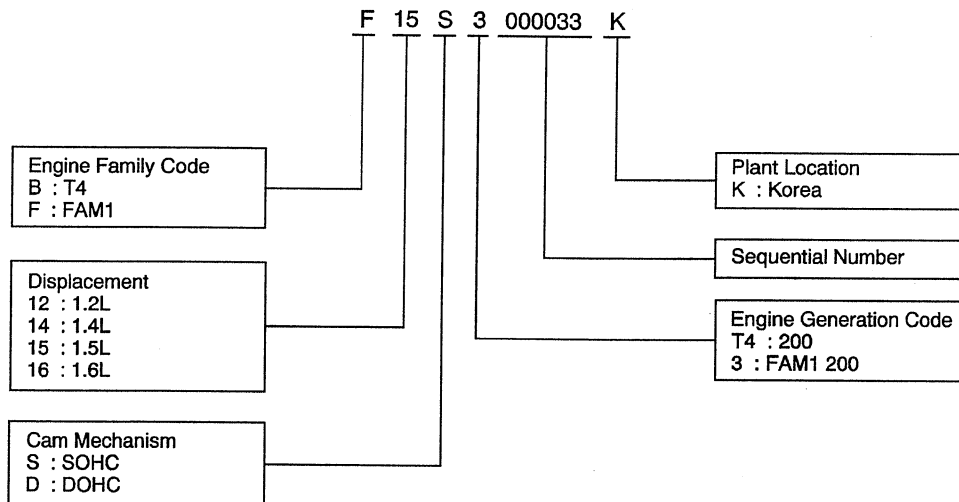 F 15 S 3 000033 K
Engine Family Code
B : T4
F : FAM1
Displacement
12 : 1.2L
14 : 1.4L
15 : 1.5L
16 : 1.6L
Cam Mechanism
S : SOHC
D : DOHC
Plant Location
K : Korea
Sequential Number
Engine Generation Code
T4 : 200
3 : FAM1 200